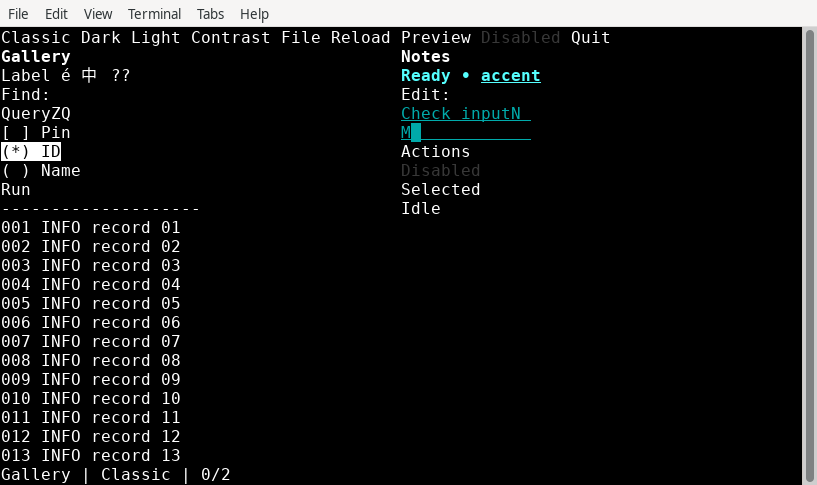 File Edit View Terminal Tabs Help
Classic Dark Light Contrast File Reload Preview Disabled Quit
Gallery
Label é 中 ??
Find:
QueryZQ
[ ] Pin
(*) ID
( ) Name
Run
--------------------
001 INFO record 01
002 INFO record 02
003 INFO record 03
004 INFO record 04
005 INFO record 05
006 INFO record 06
007 INFO record 07
008 INFO record 08
009 INFO record 09
010 INFO record 10
011 INFO record 11
012 INFO record 12
013 INFO record 13
Notes
Ready • accent
Edit:
Check inputN
M
Actions
Disabled
Selected
Idle
Gallery | Classic | 0/2